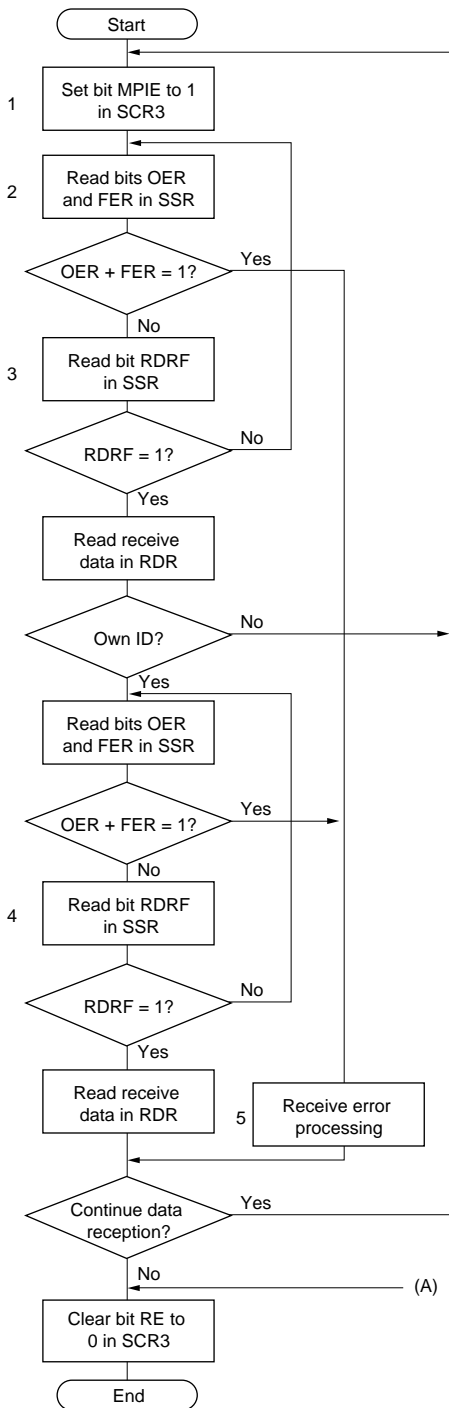 Start
1
Set bit MPIE to 1
in SCR3
2
Read bits OER
and FER in SSR
OER + FER = 1?
Yes
No
3
Read bit RDRF
in SSR
RDRF = 1?
No
Yes
Read receive
data in RDR
Own ID?
No
Yes
Read bits OER
and FER in SSR
OER + FER = 1?
Yes
No
4
Read bit RDRF
in SSR
RDRF = 1?
No
Yes
Read receive
data in RDR
5
Receive error
processing
Continue data
reception?
Yes
No
(A)
Clear bit RE to
0 in SCR3
End